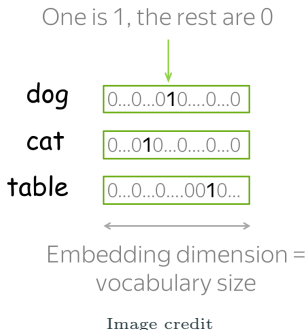 One is 1, the rest are 0
dog 0...0...010....0...0
cat 0...010...0....0...0
table 0...0...0....0010...
Embedding dimension =
vocabulary size
Image credit